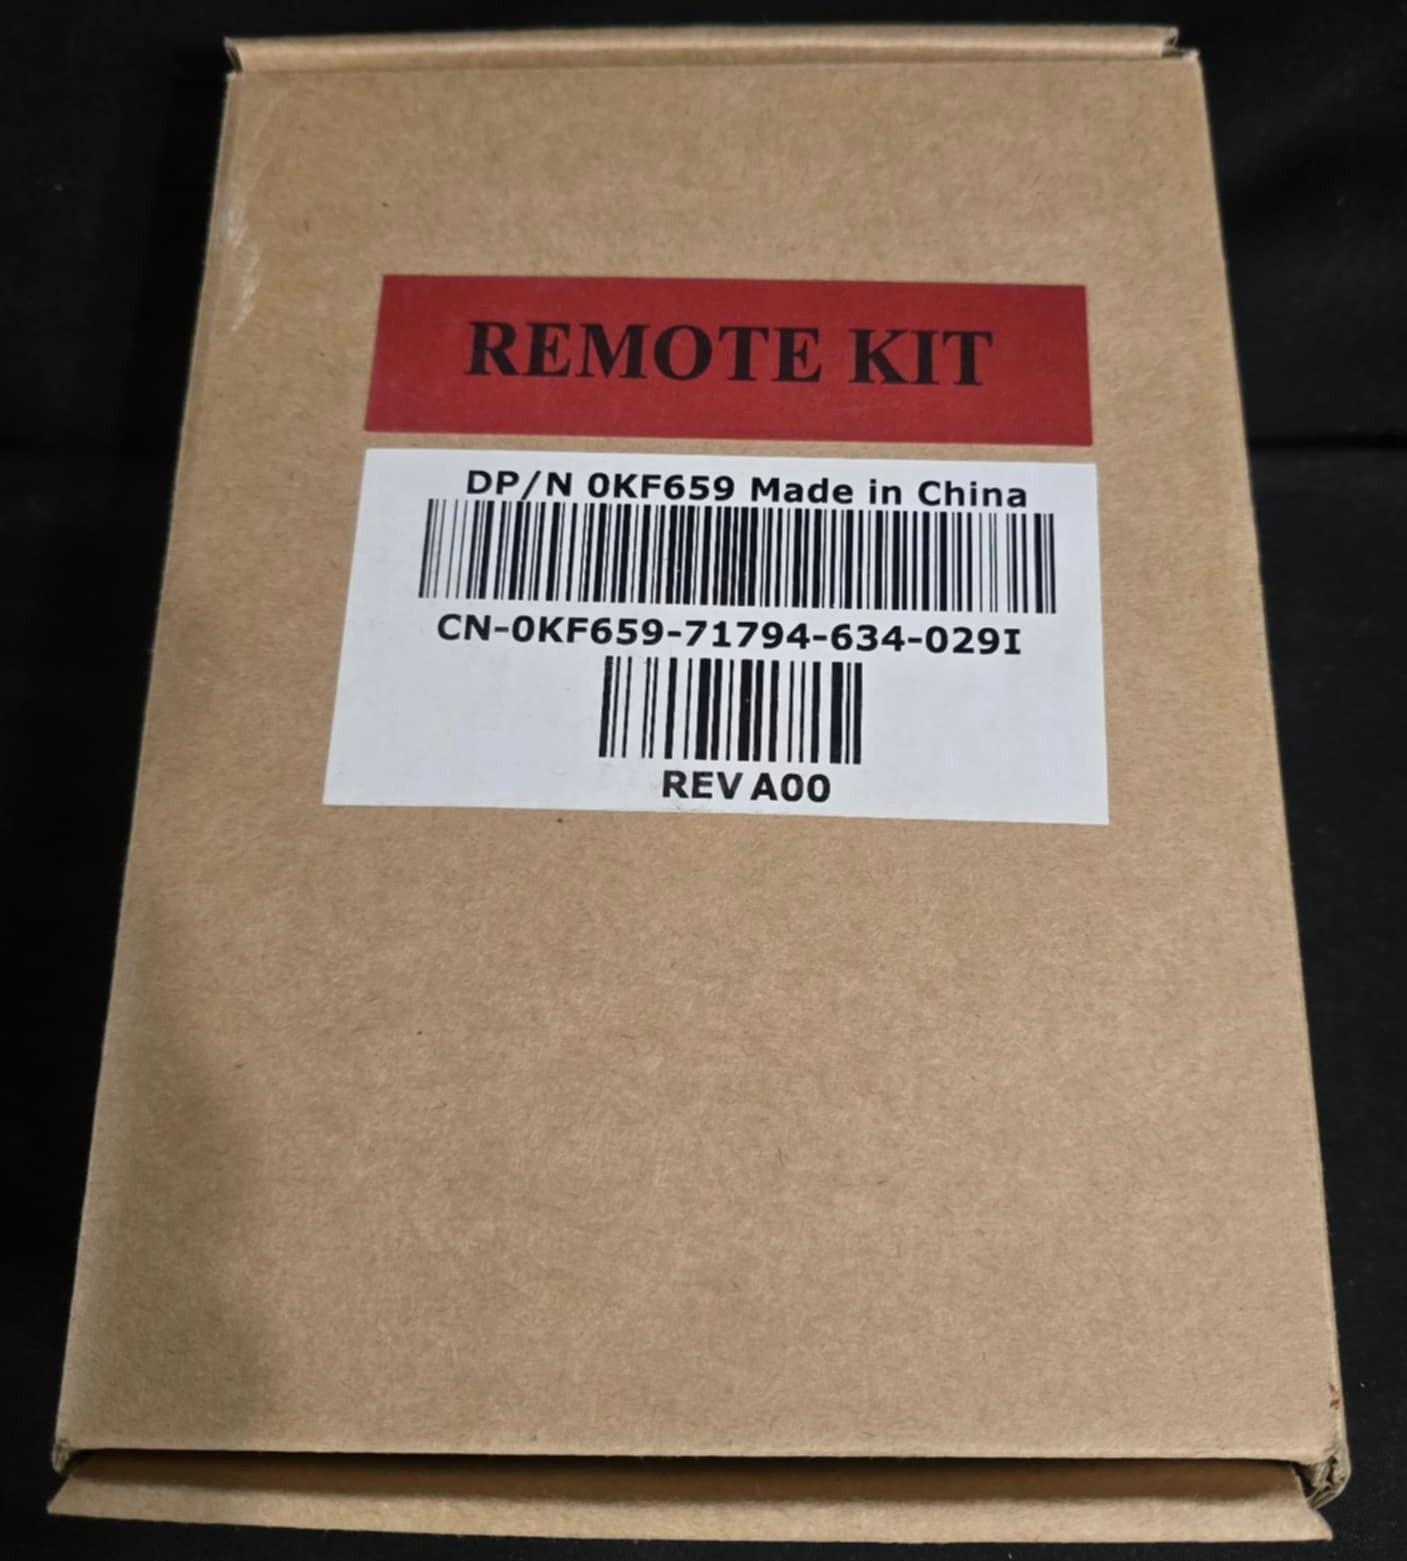 REMOTE KIT
DP/N 0KF659 Made in China
CN-0KF659-71794-634-029I
REV A00